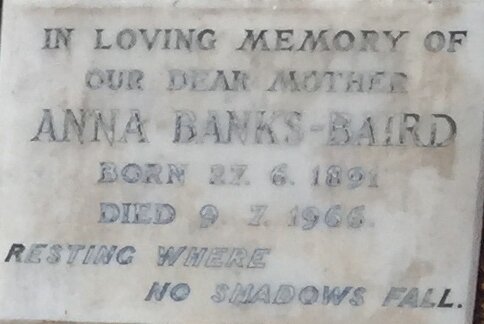 IN LOVING MEMORY OF
OUR DEAR MOTHER
ANNA BANKS-BAIRD
BORN 27. 6. 1891
DIED 9 7. 1966.
RESTING WHERE
NO SHADOWS FALL.